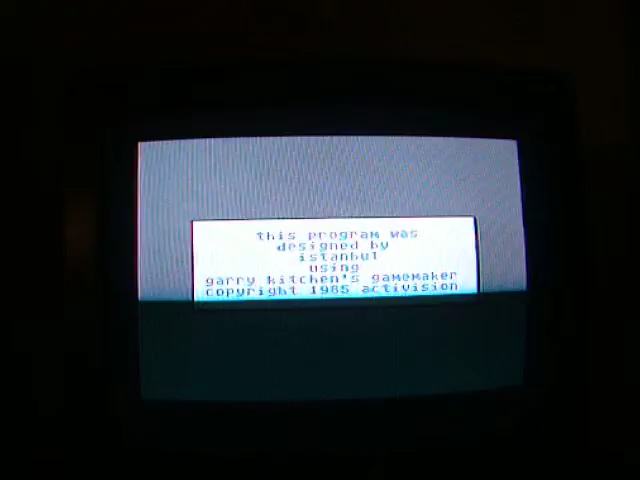 this program was
designed by
istanbul
using
garry kitchen's gamemaker
copyright 1985 activision